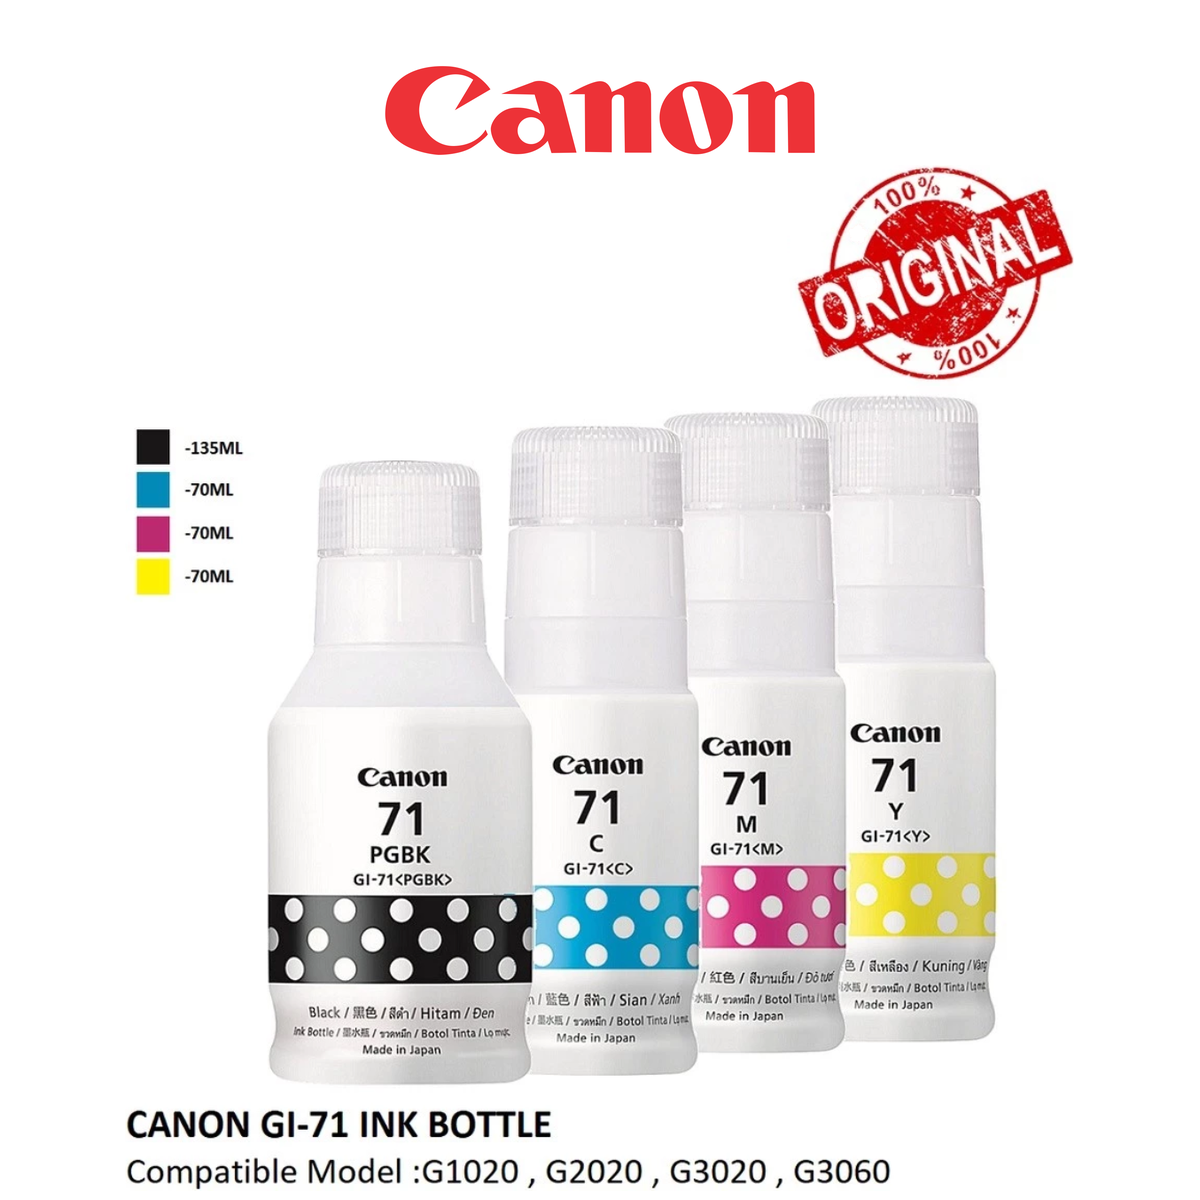 Canon
100%
ORIGINAL
100%
-135ML
-70ML
-70ML
-70ML
Canon
71
PGBK
GI-71<PGBK>
Black / 黑色 / สีดำ / Hitam / Đen
Ink Bottle / 墨水瓶 / ขวดหมึก / Botol Tinta / Lọ mực
Made in Japan
Canon
71
C
GI-71<C>
/ 藍色 / สีฟ้า / Sian / Xanh
/ 墨水瓶 / ขวดหมึก / Botol Tinta / Lọ mực
Made in Japan
Canon
71
M
GI-71<M>
/ 紅色 / สีบานเย็น / Đỏ tươi
水瓶 / ขวดหมึก / Botol Tinta / Lọ mực
Made in Japan
Canon
71
Y
GI-71<Y>
色 / สีเหลือง / Kuning / Vàng
水瓶 / ขวดหมึก / Botol Tinta / Lọ mực
Made in Japan
CANON GI-71 INK BOTTLE
Compatible Model :G1020 , G2020 , G3020 , G3060